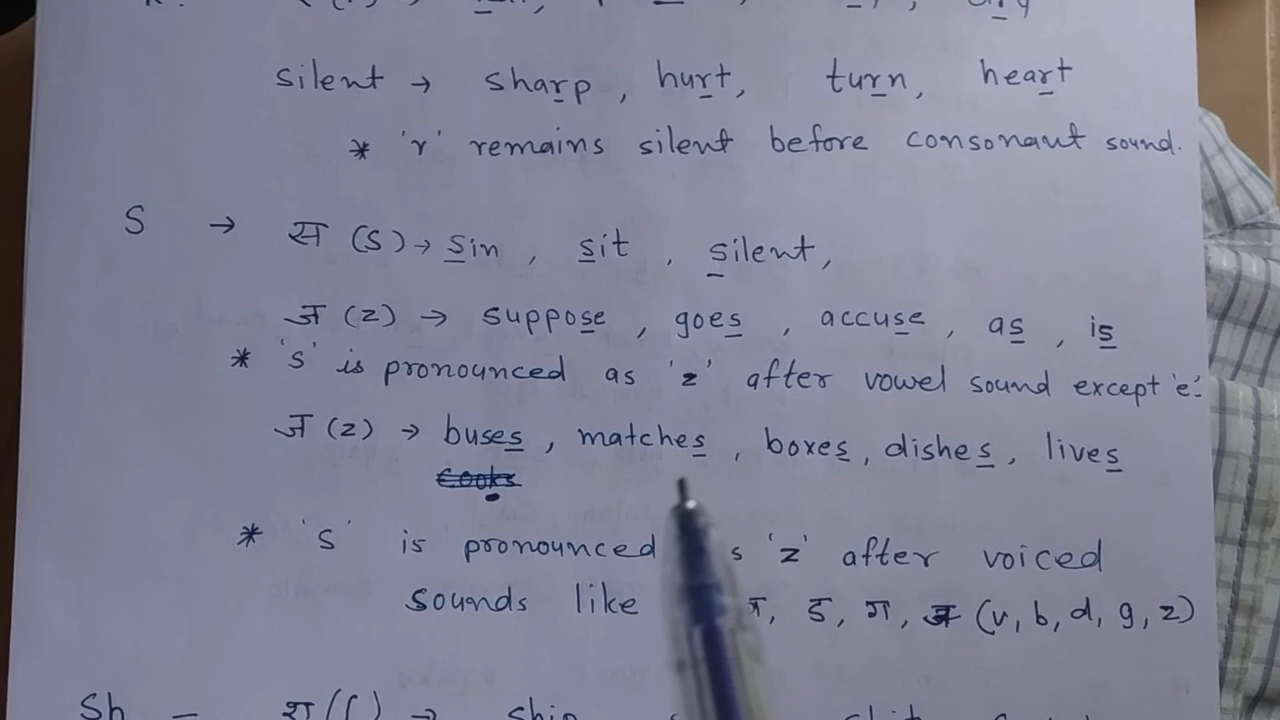 silent → sharp, hurt, turn, heart
* 'r' remains silent before consonant sound.
S → स (s) → sin, sit, silent,
ज़ (z) → suppose, goes, accuse, as, is
* 's' is pronounced as 'z' after vowel sound except 'e'.
ज़ (z) → buses, matches, boxes, dishes, lives
* 's' is pronounced s 'z' after voiced
sounds like ड, ग, ज़ (v, b, d, g, z)
Sh – श (ʃ) → ship